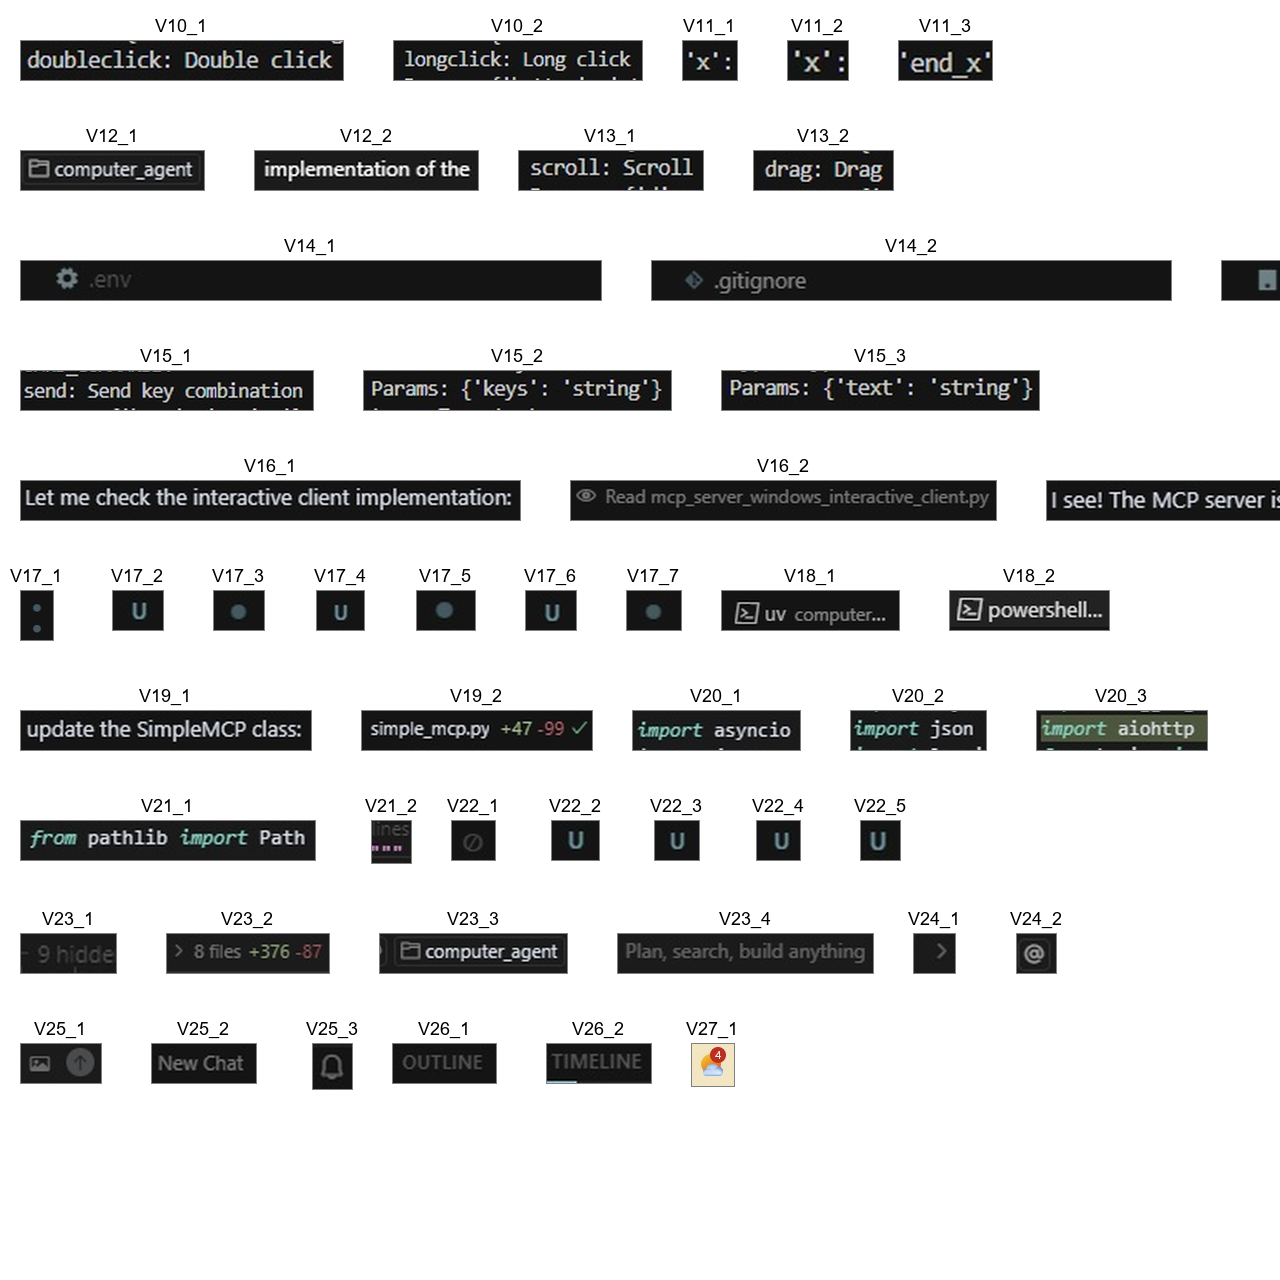 V10_1 V10_2 V11_1 V11_2 V11_3
doubleclick: Double click longclick: Long click 'x': 'x': 'end_x'
V12_1 V12_2 V13_1 V13_2
computer_agent implementation of the scroll: Scroll drag: Drag
V14_1 V14_2
.env .gitignore
V15_1 V15_2 V15_3
send: Send key combination Params: {'keys': 'string'} Params: {'text': 'string'}
V16_1 V16_2
Let me check the interactive client implementation: Read mcp_server_windows_interactive_client.py I see! The MCP server is
V17_1 V17_2 V17_3 V17_4 V17_5 V17_6 V17_7 V18_1 V18_2
U U U uv computer... powershell...
V19_1 V19_2 V20_1 V20_2 V20_3
update the SimpleMCP class: simple_mcp.py +47 -99 import asyncio import json import aiohttp
V21_1 V21_2 V22_1 V22_2 V22_3 V22_4 V22_5
from pathlib import Path lines """ U U U U
V23_1 V23_2 V23_3 V23_4 V24_1 V24_2
9 hidde > 8 files +376 -87 computer_agent Plan, search, build anything > @
V25_1 V25_2 V25_3 V26_1 V26_2 V27_1
New Chat OUTLINE TIMELINE 4